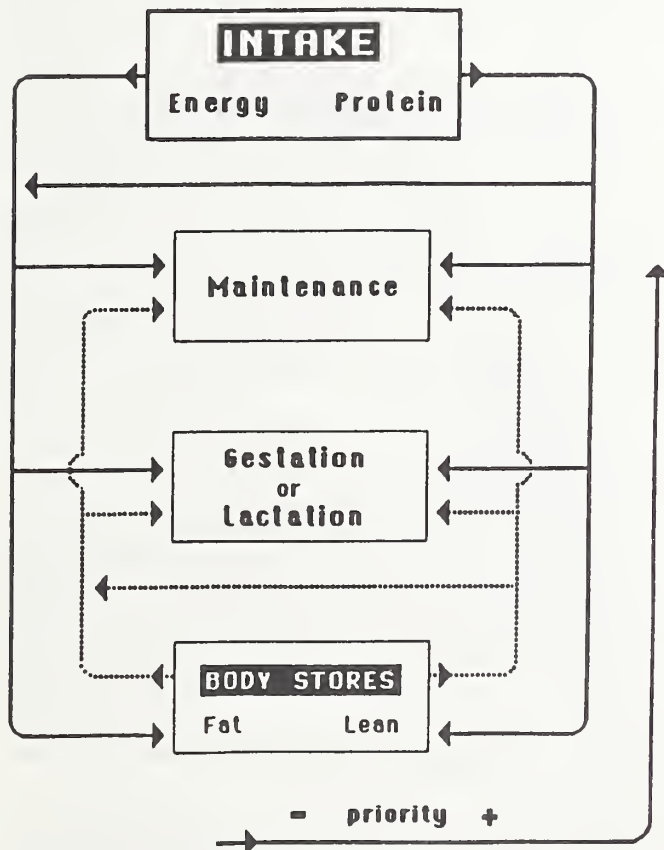 INTAKE
Energy Protein
Maintenance
Gestation
or
Lactation
BODY STORES
Fat Lean
- priority +